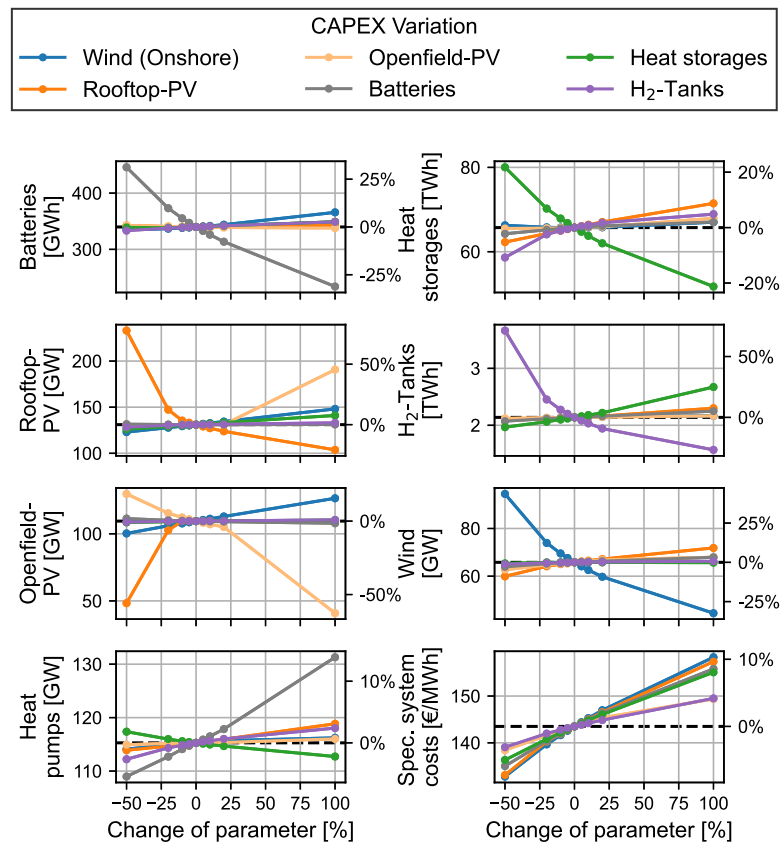 CAPEX Variation
Wind (Onshore)
Openfield-PV
Heat storages
Rooftop-PV
Batteries
H₂-Tanks
Batteries
[GWh]
400
300
25%
0%
-25%
Heat
storages [TWh]
80
60
20%
0%
-20%
Rooftop-
PV [GW]
200
150
100
50%
0%
H₂-Tanks
[TWh]
3
2
50%
0%
Openfield-
PV [GW]
100
50
0%
-50%
Wind
[GW]
80
60
25%
0%
-25%
Heat
pumps [GW]
130
120
110
10%
0%
−50 −25 0 25 50 75 100
Change of parameter [%]
Spec. system
costs [€/MWh]
150
140
10%
0%
−50 −25 0 25 50 75 100
Change of parameter [%]